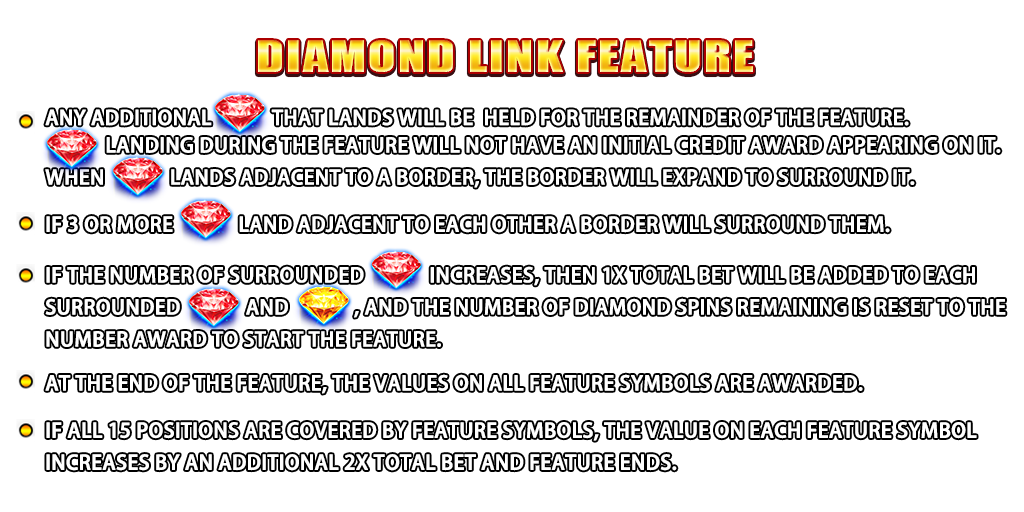 DIAMOND LINK FEATURE
ANY ADDITIONAL THAT LANDS WILL BE HELD FOR THE REMAINDER OF THE FEATURE.
LANDING DURING THE FEATURE WILL NOT HAVE AN INITIAL CREDIT AWARD APPEARING ON IT.
WHEN LANDS ADJACENT TO A BORDER, THE BORDER WILL EXPAND TO SURROUND IT.
IF 3 OR MORE LAND ADJACENT TO EACH OTHER A BORDER WILL SURROUND THEM.
IF THE NUMBER OF SURROUNDED INCREASES, THEN 1X TOTAL BET WILL BE ADDED TO EACH
SURROUNDED AND , AND THE NUMBER OF DIAMOND SPINS REMAINING IS RESET TO THE
NUMBER AWARD TO START THE FEATURE.
AT THE END OF THE FEATURE, THE VALUES ON ALL FEATURE SYMBOLS ARE AWARDED.
IF ALL 15 POSITIONS ARE COVERED BY FEATURE SYMBOLS, THE VALUE ON EACH FEATURE SYMBOL
INCREASES BY AN ADDITIONAL 2X TOTAL BET AND FEATURE ENDS.